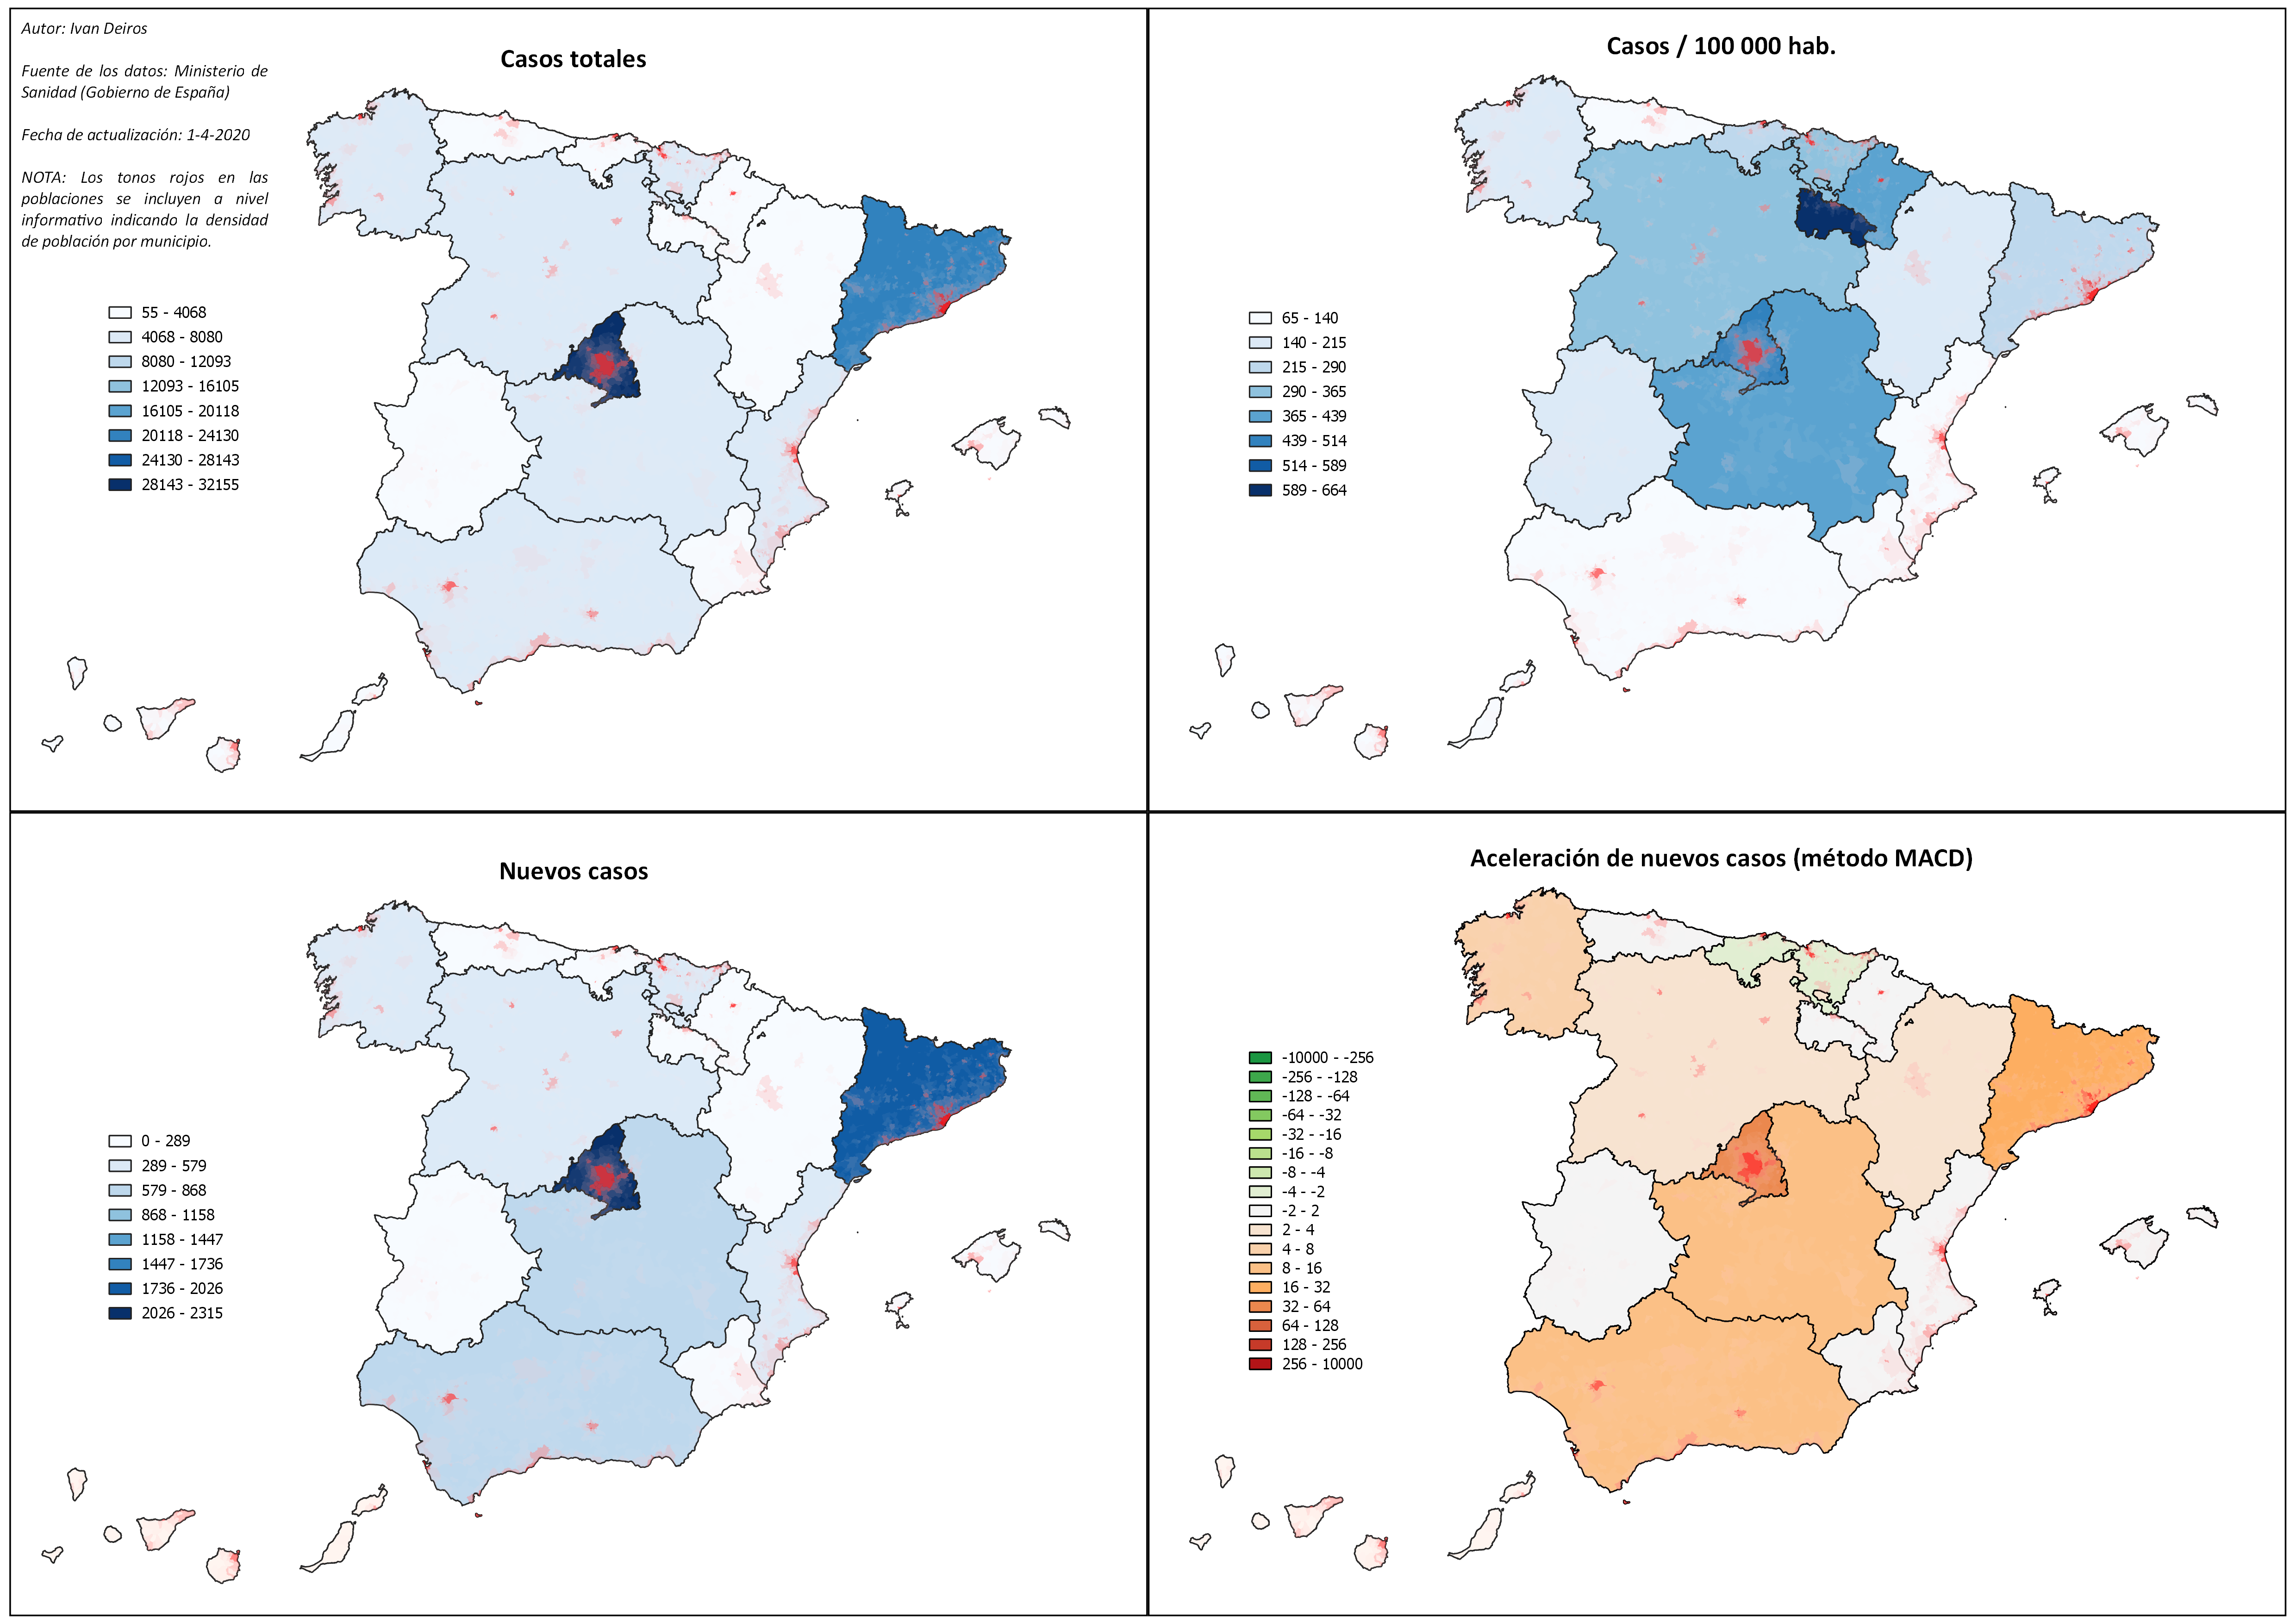 Autor: Ivan Deiros
Fuente de los datos: Ministerio de
Sanidad (Gobierno de España)
Fecha de actualización: 1-4-2020
NOTA: Los tonos rojos en las
poblaciones se incluyen a nivel
informativo indicando la densidad
de población por municipio.
Casos totales
55 - 4068
4068 - 8080
8080 - 12093
12093 - 16105
16105 - 20118
20118 - 24130
24130 - 28143
28143 - 32155
Casos / 100 000 hab.
65 - 140
140 - 215
215 - 290
290 - 365
365 - 439
439 - 514
514 - 589
589 - 664
Nuevos casos
0 - 289
289 - 579
579 - 868
868 - 1158
1158 - 1447
1447 - 1736
1736 - 2026
2026 - 2315
Aceleración de nuevos casos (método MACD)
-10000 - -256
-256 - -128
-128 - -64
-64 - -32
-32 - -16
-16 - -8
-8 - -4
-4 - -2
-2 - 2
2 - 4
4 - 8
8 - 16
16 - 32
32 - 64
64 - 128
128 - 256
256 - 10000